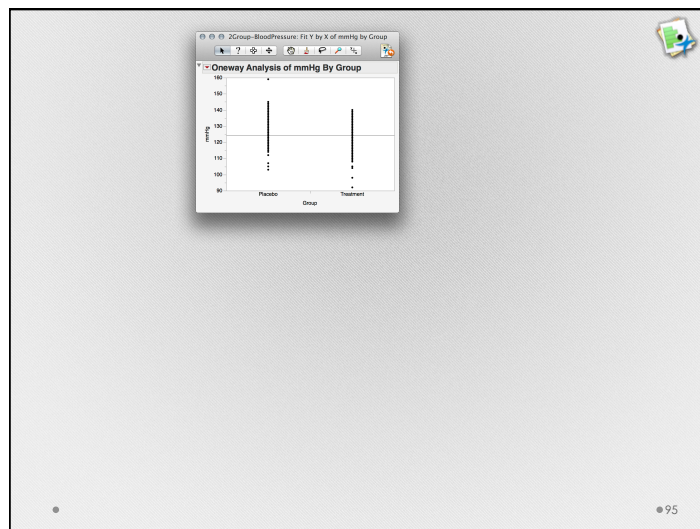 2Group-BloodPressure: Fit Y by X of mmHg by Group
?
Oneway Analysis of mmHg By Group
160
150
140
130
120
110
100
90
mmHg
Placebo
Treatment
Group
95